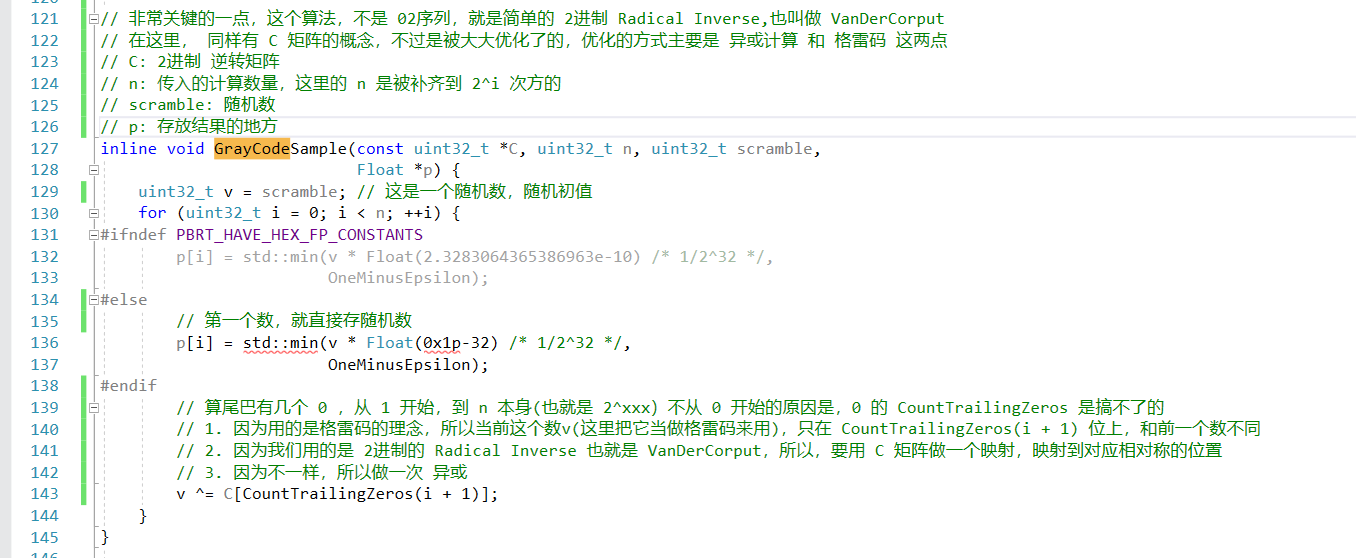 121 // 非常关键的一点，这个算法，不是 02序列，就是简单的 2进制 Radical Inverse,也叫做 VanDerCorput
122 // 在这里， 同样有 C 矩阵的概念，不过是被大大优化了的，优化的方式主要是 异或计算 和 格雷码 这两点
123 // C: 2进制 逆转矩阵
124 // n: 传入的计算数量，这里的 n 是被补齐到 2^i 次方的
125 // scramble: 随机数
126 // p: 存放结果的地方
127 inline void GrayCodeSample(const uint32_t *C, uint32_t n, uint32_t scramble,
128 Float *p) {
129 uint32_t v = scramble; // 这是一个随机数，随机初值
130 for (uint32_t i = 0; i < n; ++i) {
131 #ifndef PBRT_HAVE_HEX_FP_CONSTANTS
132 p[i] = std::min(v * Float(2.3283064365386963e-10) /* 1/2^32 */,
133 OneMinusEpsilon);
134 #else
135 // 第一个数，就直接存随机数
136 p[i] = std::min(v * Float(0x1p-32) /* 1/2^32 */,
137 OneMinusEpsilon);
138 #endif
139 // 算尾巴有几个 0 ，从 1 开始，到 n 本身(也就是 2^xxx) 不从 0 开始的原因是，0 的 CountTrailingZeros 是搞不了的
140 // 1. 因为用的是格雷码的理念，所以当前这个数v(这里把它当做格雷码来用)，只在 CountTrailingZeros(i + 1) 位上，和前一个数不同
141 // 2. 因为我们用的是 2进制的 Radical Inverse 也就是 VanDerCorput，所以，要用 C 矩阵做一个映射，映射到对应相对称的位置
142 // 3. 因为不一样，所以做一次 异或
143 v ^= C[CountTrailingZeros(i + 1)];
144 }
145 }